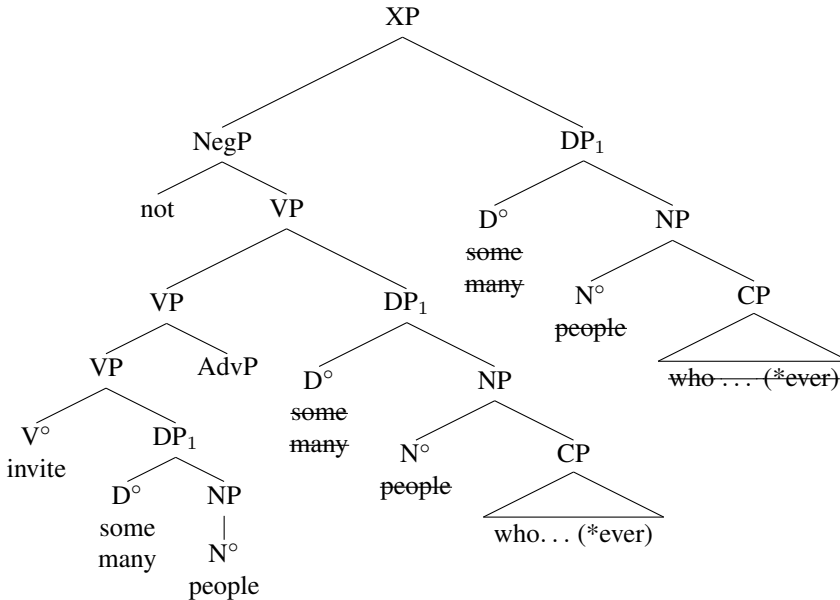 XP
NegP DP₁
not VP D° NP
some
many
VP DP₁ N° CP
people
VP AdvP D° NP who … (*ever)
some
many
V° DP₁ N° CP
invite people
D° NP who… (*ever)
some
many
N°
people